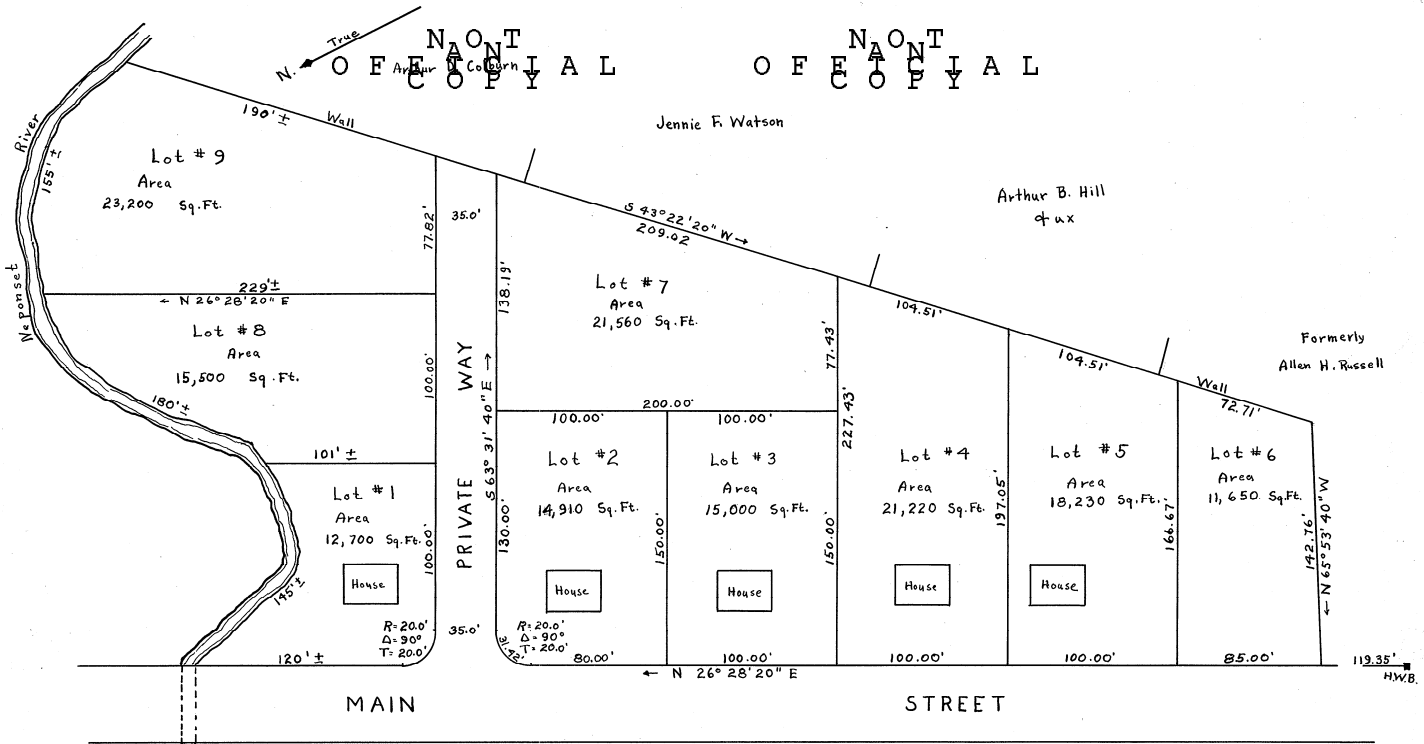 NOT NOT
AN AN
OFFICIAL OFFICIAL
COPY COPY
True
N.
Arthur D. Colburn
190' ±
Wall
Jennie F. Watson
River
155' ±
Lot # 9
Area
23,200 Sq.Ft.
77.82'
35.0'
S 43° 22' 20" W →
209.02
Arthur B. Hill
& ux
Neponset
229' ±
← N 26° 28' 20" E
138.19'
Lot # 7
Area
21,560 Sq.Ft.
104.51'
104.51'
Formerly
Allen H. Russell
Wall
72.71'
Lot # 8
Area
15,500 Sq.Ft.
180' ±
100.00'
PRIVATE WAY
S 63° 31' 40" E →
77.43'
227.43'
200.00'
100.00' 100.00'
101' ±
Lot # 1
Area
12,700 Sq.Ft.
100.00'
House
145' ±
130.00'
Lot # 2
Area
14,910 Sq.Ft.
House
150.00'
Lot # 3
Area
15,000 Sq.Ft.
House
150.00'
Lot # 4
Area
21,220 Sq.Ft.
House
197.05'
Lot # 5
Area
18,230 Sq.Ft.
House
166.67'
Lot # 6
Area
11,650 Sq.Ft.
142.76'
← N 65° 53' 40" W
R=20.0'
Δ=90°
T=20.0'
35.0'
R=20.0'
Δ=90°
T=20.0'
31.42'
120' ±
80.00' 100.00' 100.00' 100.00' 85.00' 119.35'
← N 26° 28' 20" E
H.W.B.
MAIN STREET